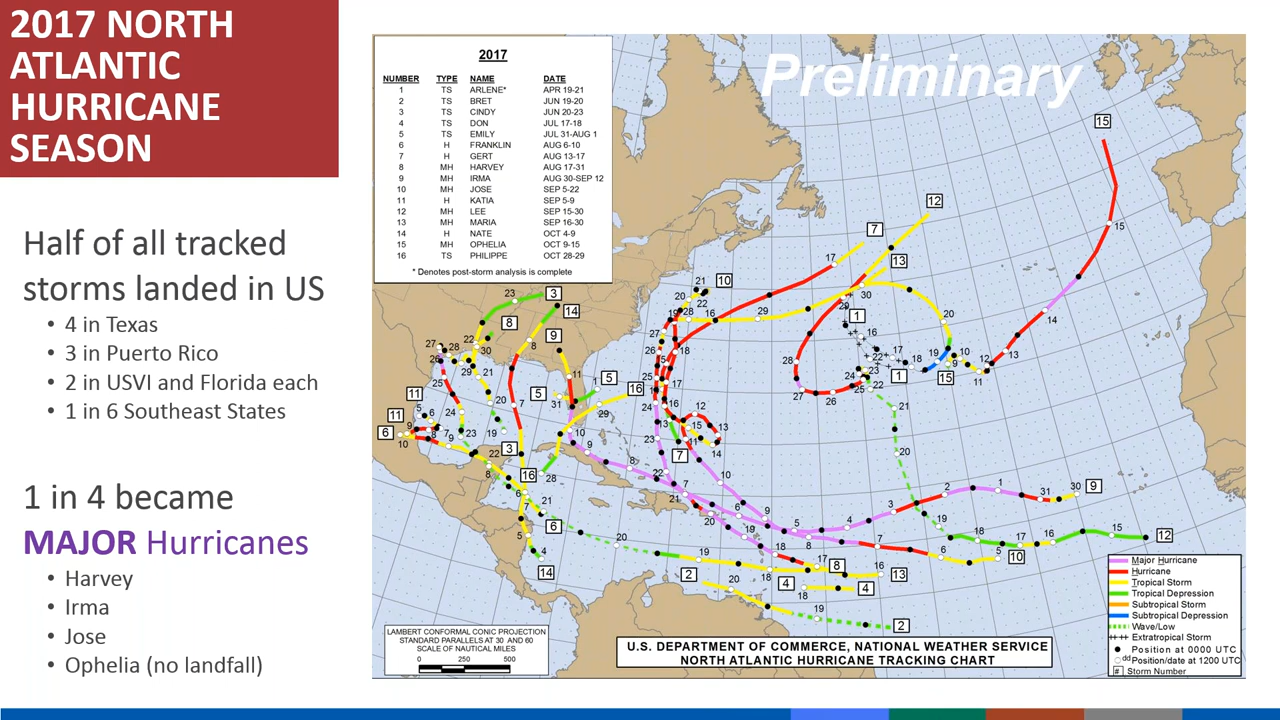 2017 NORTH
ATLANTIC
HURRICANE
SEASON
Half of all tracked
storms landed in US
• 4 in Texas
• 3 in Puerto Rico
• 2 in USVI and Florida each
• 1 in 6 Southeast States
1 in 4 became
MAJOR Hurricanes
• Harvey
• Irma
• Jose
• Ophelia (no landfall)
Preliminary
2017
NUMBER TYPE NAME DATE
1 TS ARLENE* APR 19-21
2 TS BRET JUN 19-20
3 TS CINDY JUN 20-23
4 TS DON JUL 17-18
5 TS EMILY JUL 31-AUG 1
6 H FRANKLIN AUG 6-10
7 H GERT AUG 13-17
8 MH HARVEY AUG 17-31
9 MH IRMA AUG 30-SEP 12
10 MH JOSE SEP 5-22
11 H KATIA SEP 5-9
12 MH LEE SEP 15-30
13 MH MARIA SEP 16-30
14 H NATE OCT 4-9
15 MH OPHELIA OCT 9-15
16 TS PHILIPPE OCT 28-29
* Denotes post-storm analysis is complete
LAMBERT CONFORMAL CONIC PROJECTION
STANDARD PARALLELS AT 30 AND 60
SCALE OF NAUTICAL MILES
0 250 500
U.S. DEPARTMENT OF COMMERCE, NATIONAL WEATHER SERVICE
NORTH ATLANTIC HURRICANE TRACKING CHART
Major Hurricane
Hurricane
Tropical Storm
Tropical Depression
Subtropical Storm
Subtropical Depression
Wave/Low
Extratropical Storm
Position at 0000 UTC
dd Position/date at 1200 UTC
# Storm Number